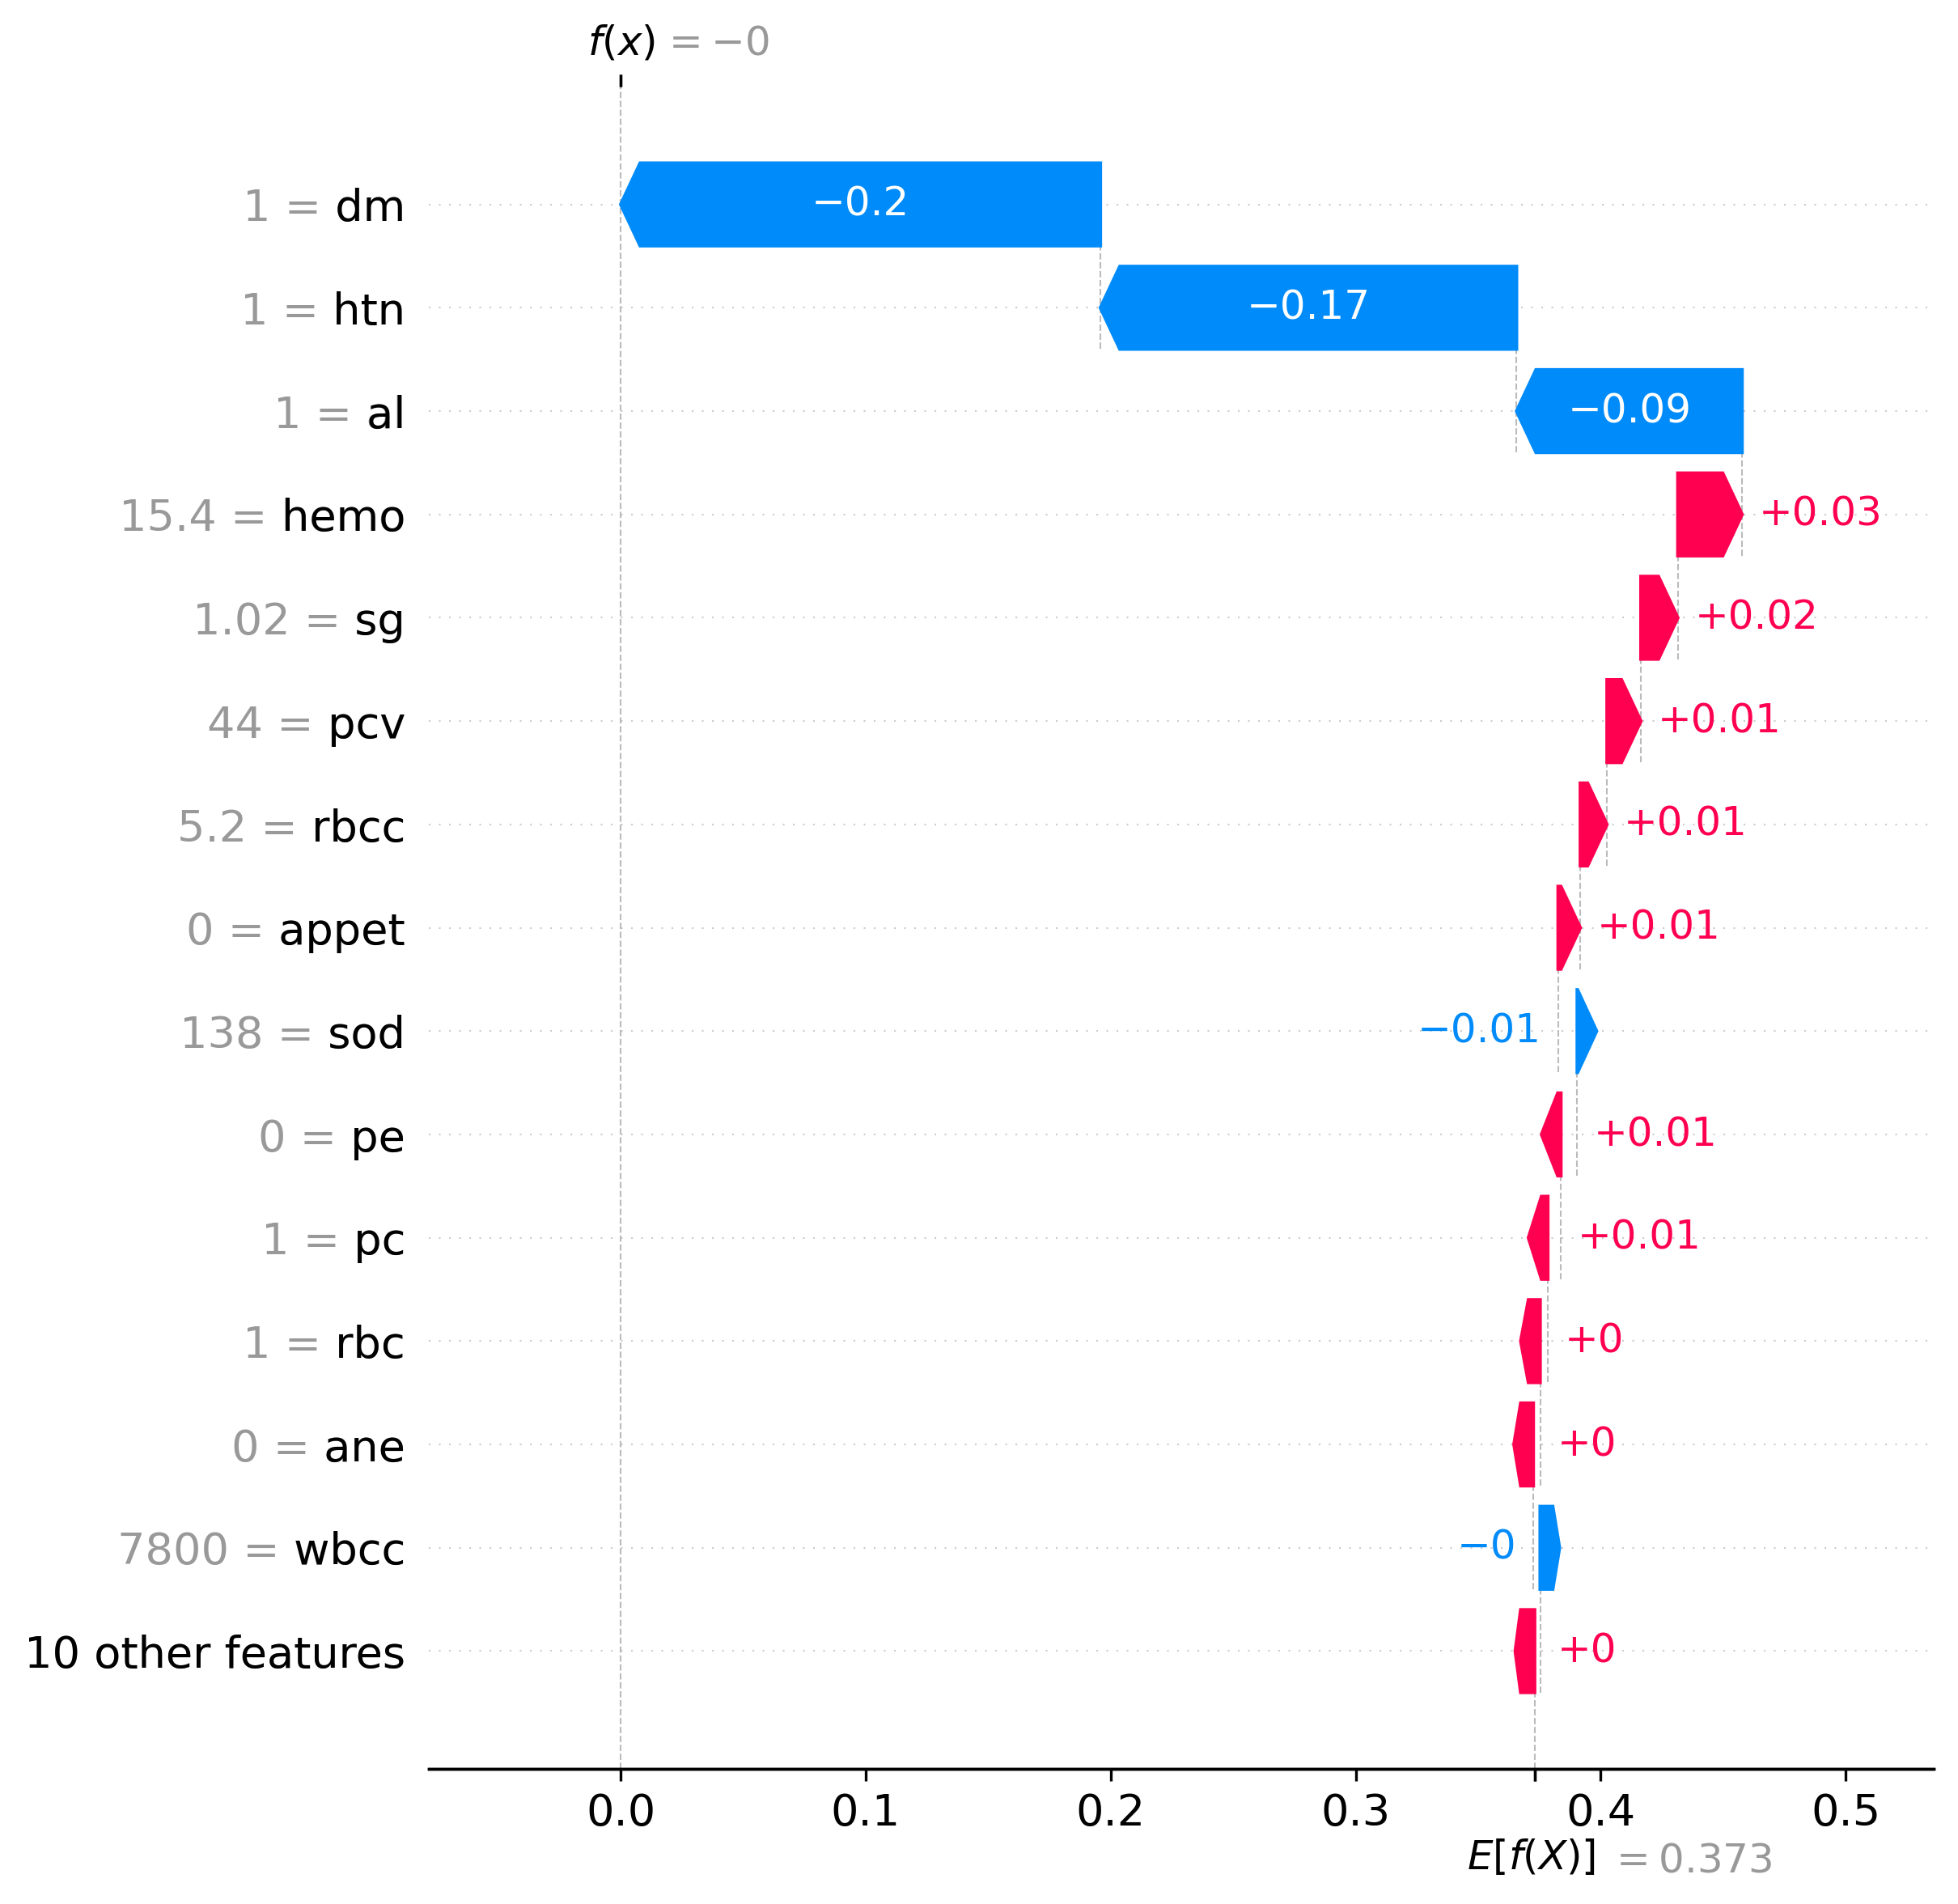 f(x) = −0
1 = dm −0.2
1 = htn −0.17
1 = al −0.09
15.4 = hemo +0.03
1.02 = sg +0.02
44 = pcv +0.01
5.2 = rbcc +0.01
0 = appet +0.01
138 = sod −0.01
0 = pe +0.01
1 = pc +0.01
1 = rbc +0
0 = ane +0
7800 = wbcc −0
10 other features +0
0.0 0.1 0.2 0.3 0.4 0.5
E[f(X)] = 0.373